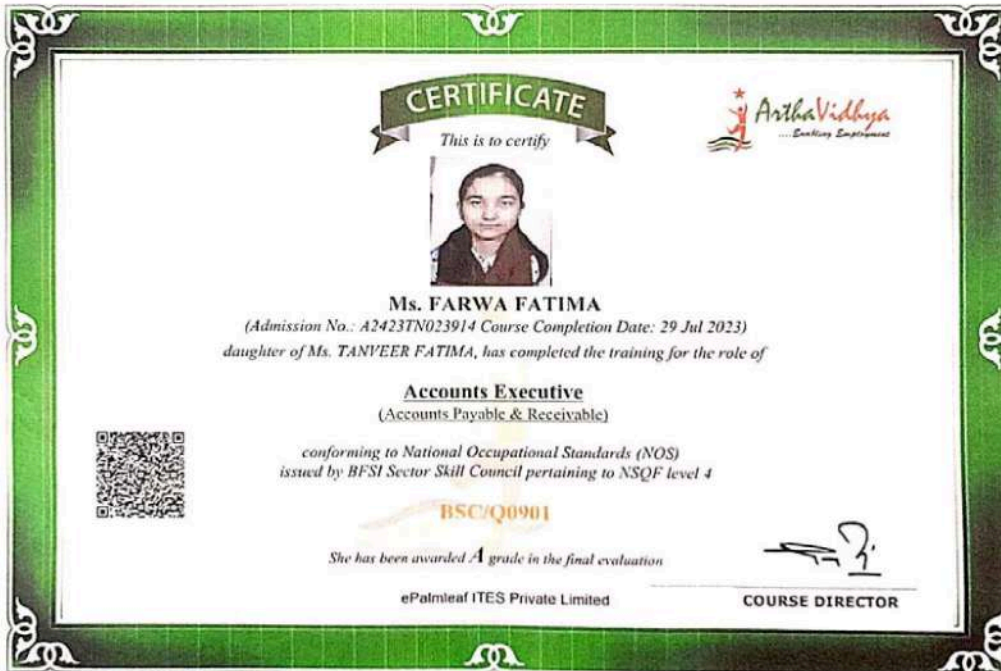 CERTIFICATE
ArthaVidhya
....Enabling Employment
This is to certify
Ms. FARWA FATIMA
(Admission No.: A2423TN023914 Course Completion Date: 29 Jul 2023)
daughter of Ms. TANVEER FATIMA, has completed the training for the role of
Accounts Executive
(Accounts Payable & Receivable)
conforming to National Occupational Standards (NOS)
issued by BFSI Sector Skill Council pertaining to NSQF level 4
BSC/Q0901
She has been awarded A grade in the final evaluation
ePalmleaf ITES Private Limited
COURSE DIRECTOR